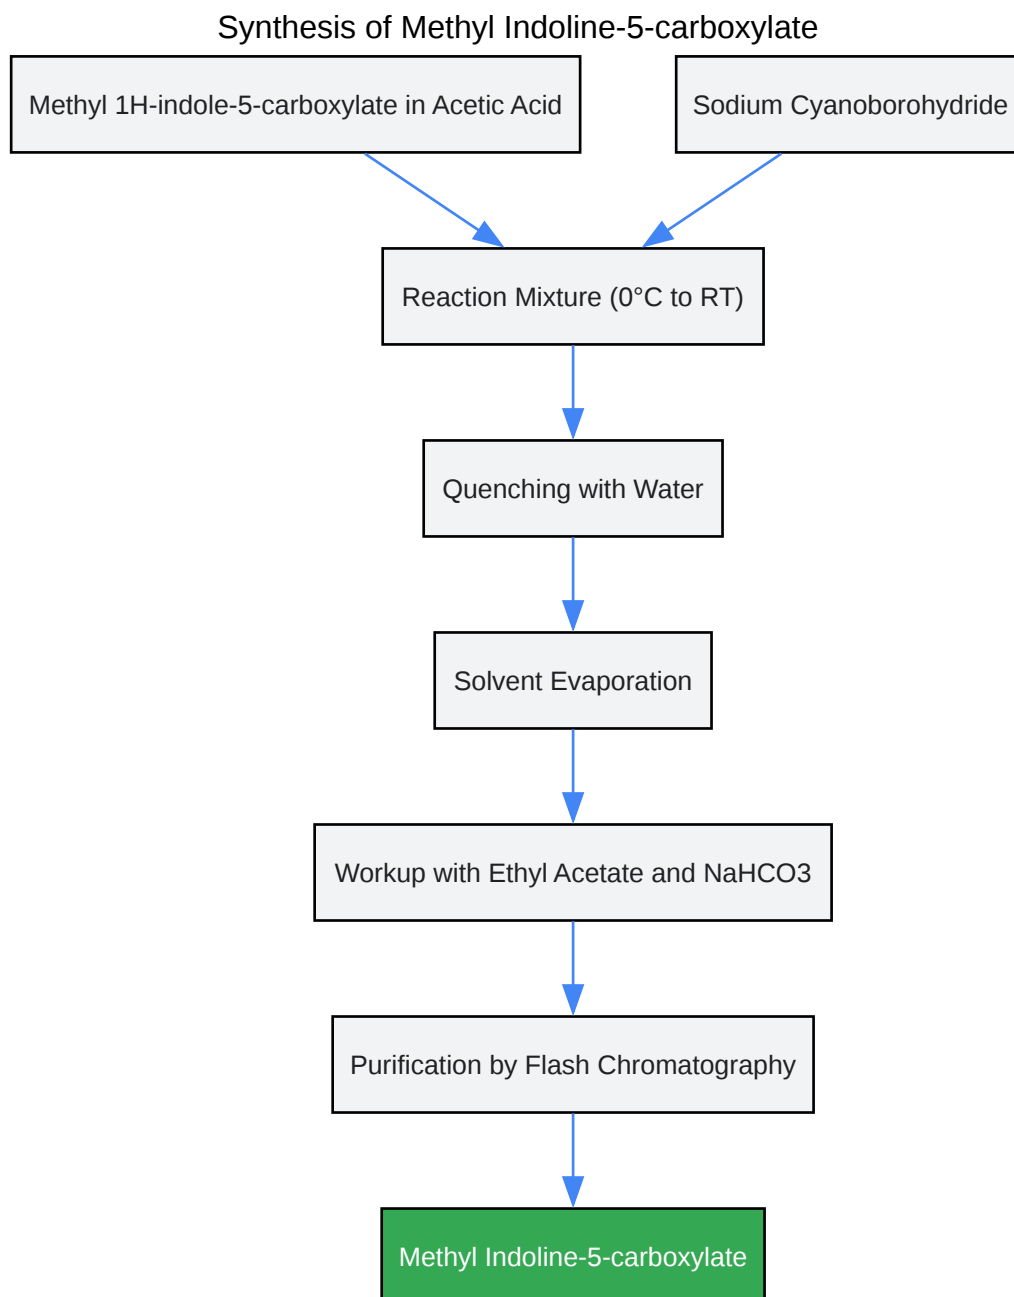 Synthesis of Methyl Indoline-5-carboxylate
Methyl 1H-indole-5-carboxylate in Acetic Acid
Sodium Cyanoborohydride
Reaction Mixture (0°C to RT)
Quenching with Water
Solvent Evaporation
Workup with Ethyl Acetate and NaHCO3
Purification by Flash Chromatography
Methyl Indoline-5-carboxylate